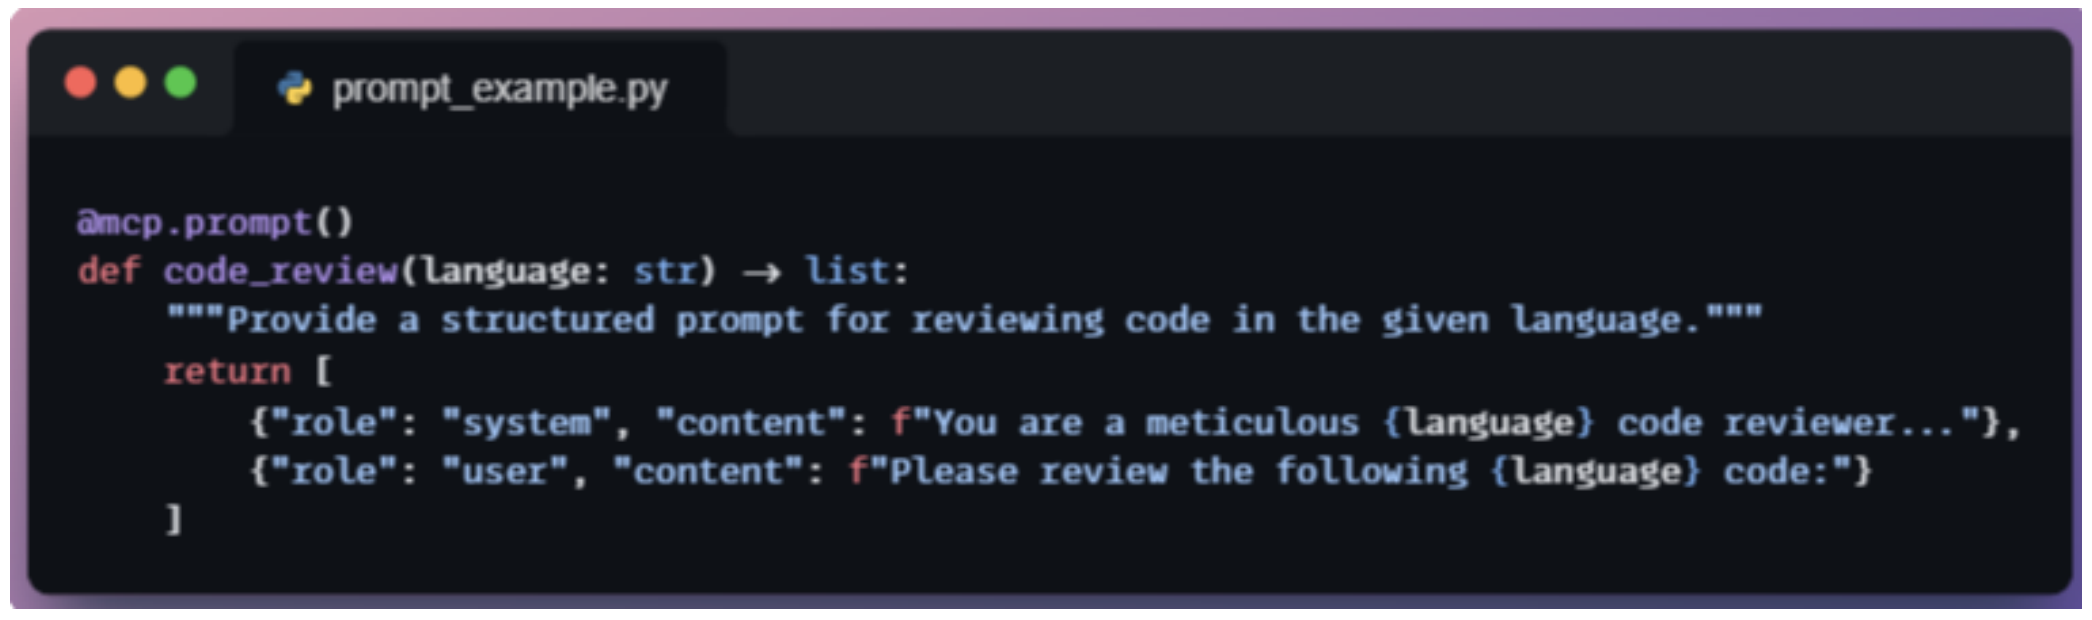 prompt_example.py
@mcp.prompt()
def code_review(language: str) → list:
    """Provide a structured prompt for reviewing code in the given language."""
    return [
        {"role": "system", "content": f"You are a meticulous {language} code reviewer..."},
        {"role": "user", "content": f"Please review the following {language} code:"}
    ]